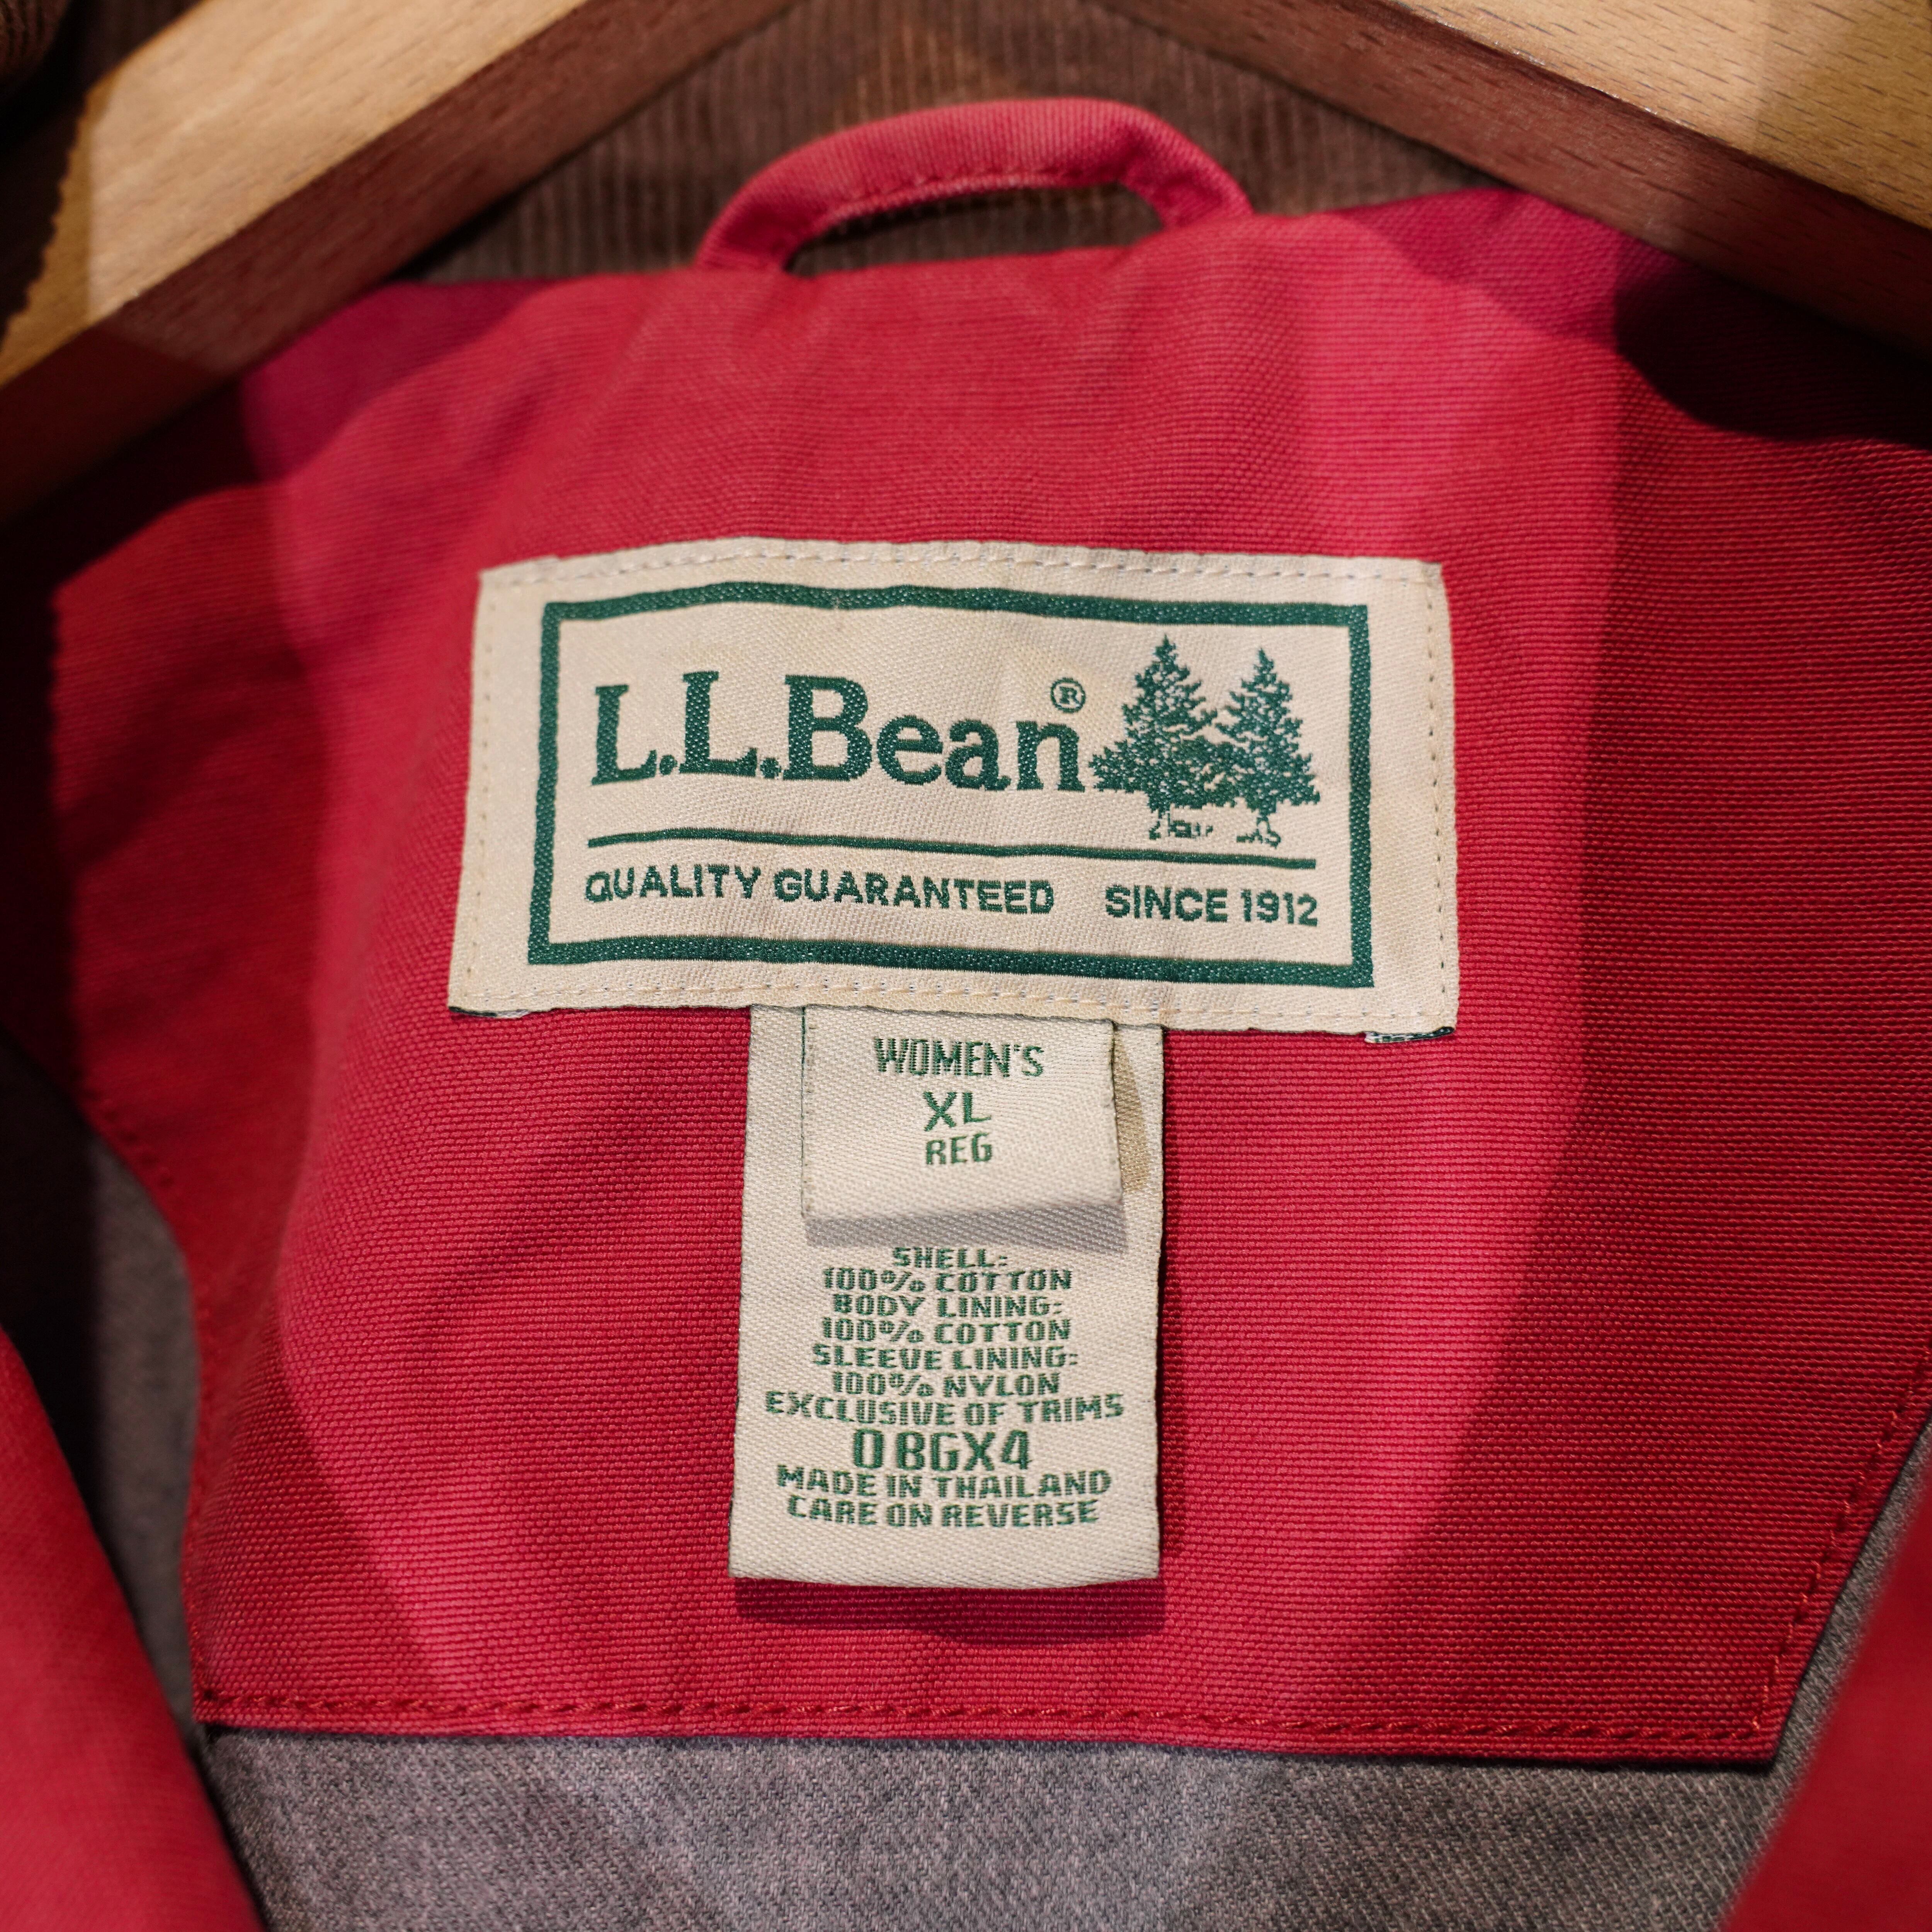 L.L.Bean®
QUALITY GUARANTEED SINCE 1912
WOMEN'S
XL
REG
SHELL:
100% COTTON
BODY LINING:
100% COTTON
SLEEVE LINING:
100% NYLON
EXCLUSIVE OF TRIMS
0BGX4
MADE IN THAILAND
CARE ON REVERSE